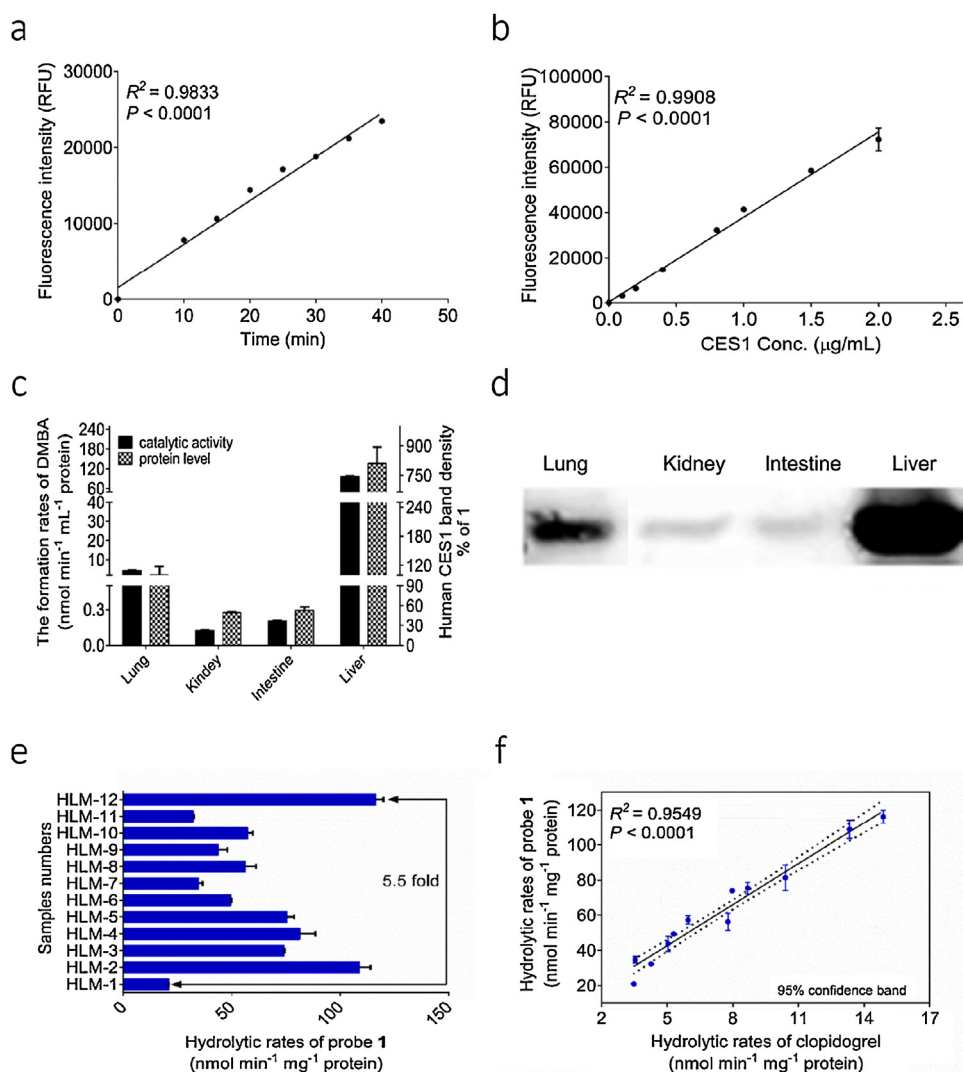 a
30000
20000
10000
0
R² = 0.9833
P < 0.0001
Fluorescence intensity (RFU)
0 10 20 30 40 50
Time (min)
b
100000
80000
60000
40000
20000
0
R² = 0.9908
P < 0.0001
Fluorescence intensity (RFU)
0.0 0.5 1.0 1.5 2.0 2.5
CES1 Conc. (μg/mL)
c
The formation rates of DMBA
(nmol min⁻¹ mL⁻¹ protein)
240
180
120
60
40
30
20
10
0.3
0.0
catalytic activity
protein level
900
750
600
180
150
120
90
60
30
0
Human CES1 band density
% of 1
Lung Kindey Intestine Liver
d
Lung Kidney Intestine Liver
e
Samples numbers
HLM-12
HLM-11
HLM-10
HLM-9
HLM-8
HLM-7
HLM-6
HLM-5
HLM-4
HLM-3
HLM-2
HLM-1
5.5 fold
0 50 100 150
Hydrolytic rates of probe 1
(nmol min⁻¹ mg⁻¹ protein)
f
Hydrolytic rates of probe 1
(nmol min⁻¹ mg⁻¹ protein)
120
100
80
60
40
20
R² = 0.9549
P < 0.0001
95% confidence band
2 5 8 11 14 17
Hydrolytic rates of clopidogrel
(nmol min⁻¹ mg⁻¹ protein)